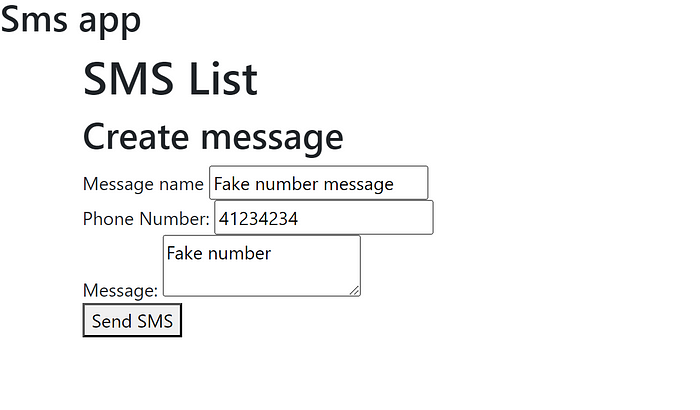 Sms app
SMS List
Create message
Message name Fake number message
Phone Number: 41234234
Fake number
Message:
Send SMS